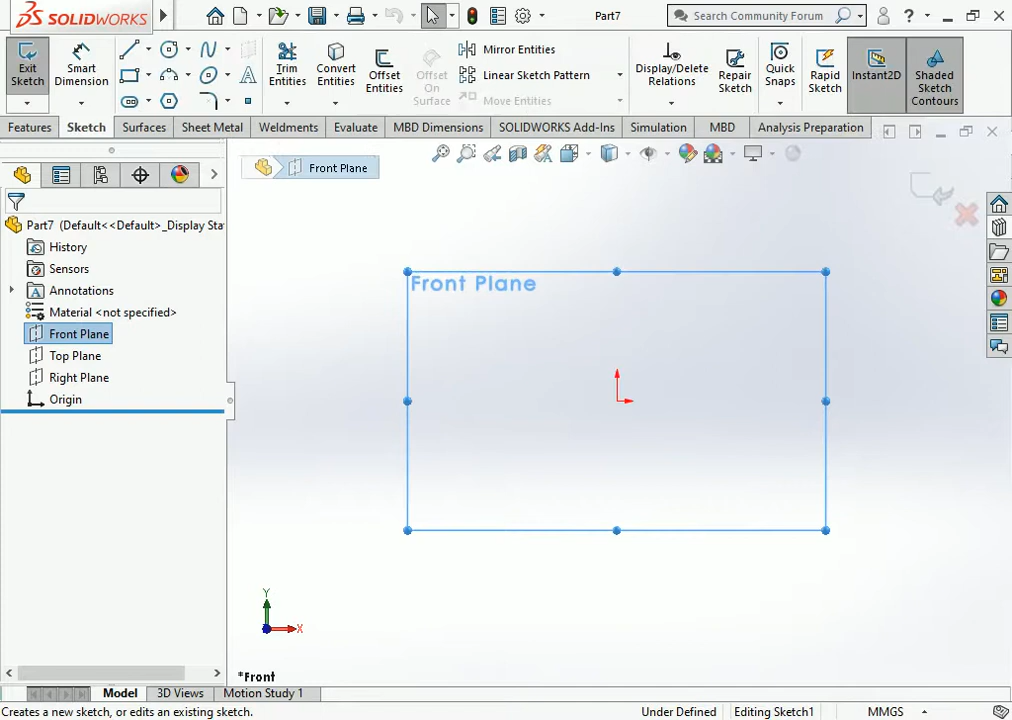 SOLIDWORKS
Part7
Search Community Forum
?
Exit Sketch
Smart Dimension
Trim Entities
Convert Entities
Offset Entities
Offset On Surface
Mirror Entities
Linear Sketch Pattern
Move Entities
Display/Delete Relations
Repair Sketch
Quick Snaps
Rapid Sketch
Instant2D
Shaded Sketch Contours
Features
Sketch
Surfaces
Sheet Metal
Weldments
Evaluate
MBD Dimensions
SOLIDWORKS Add-Ins
Simulation
MBD
Analysis Preparation
Front Plane
Part7 (Default<<Default>_Display Sta
History
Sensors
Annotations
Material <not specified>
Front Plane
Top Plane
Right Plane
Origin
Front Plane
Y
X
*Front
Model
3D Views
Motion Study 1
Creates a new sketch, or edits an existing sketch.
Under Defined
Editing Sketch1
MMGS